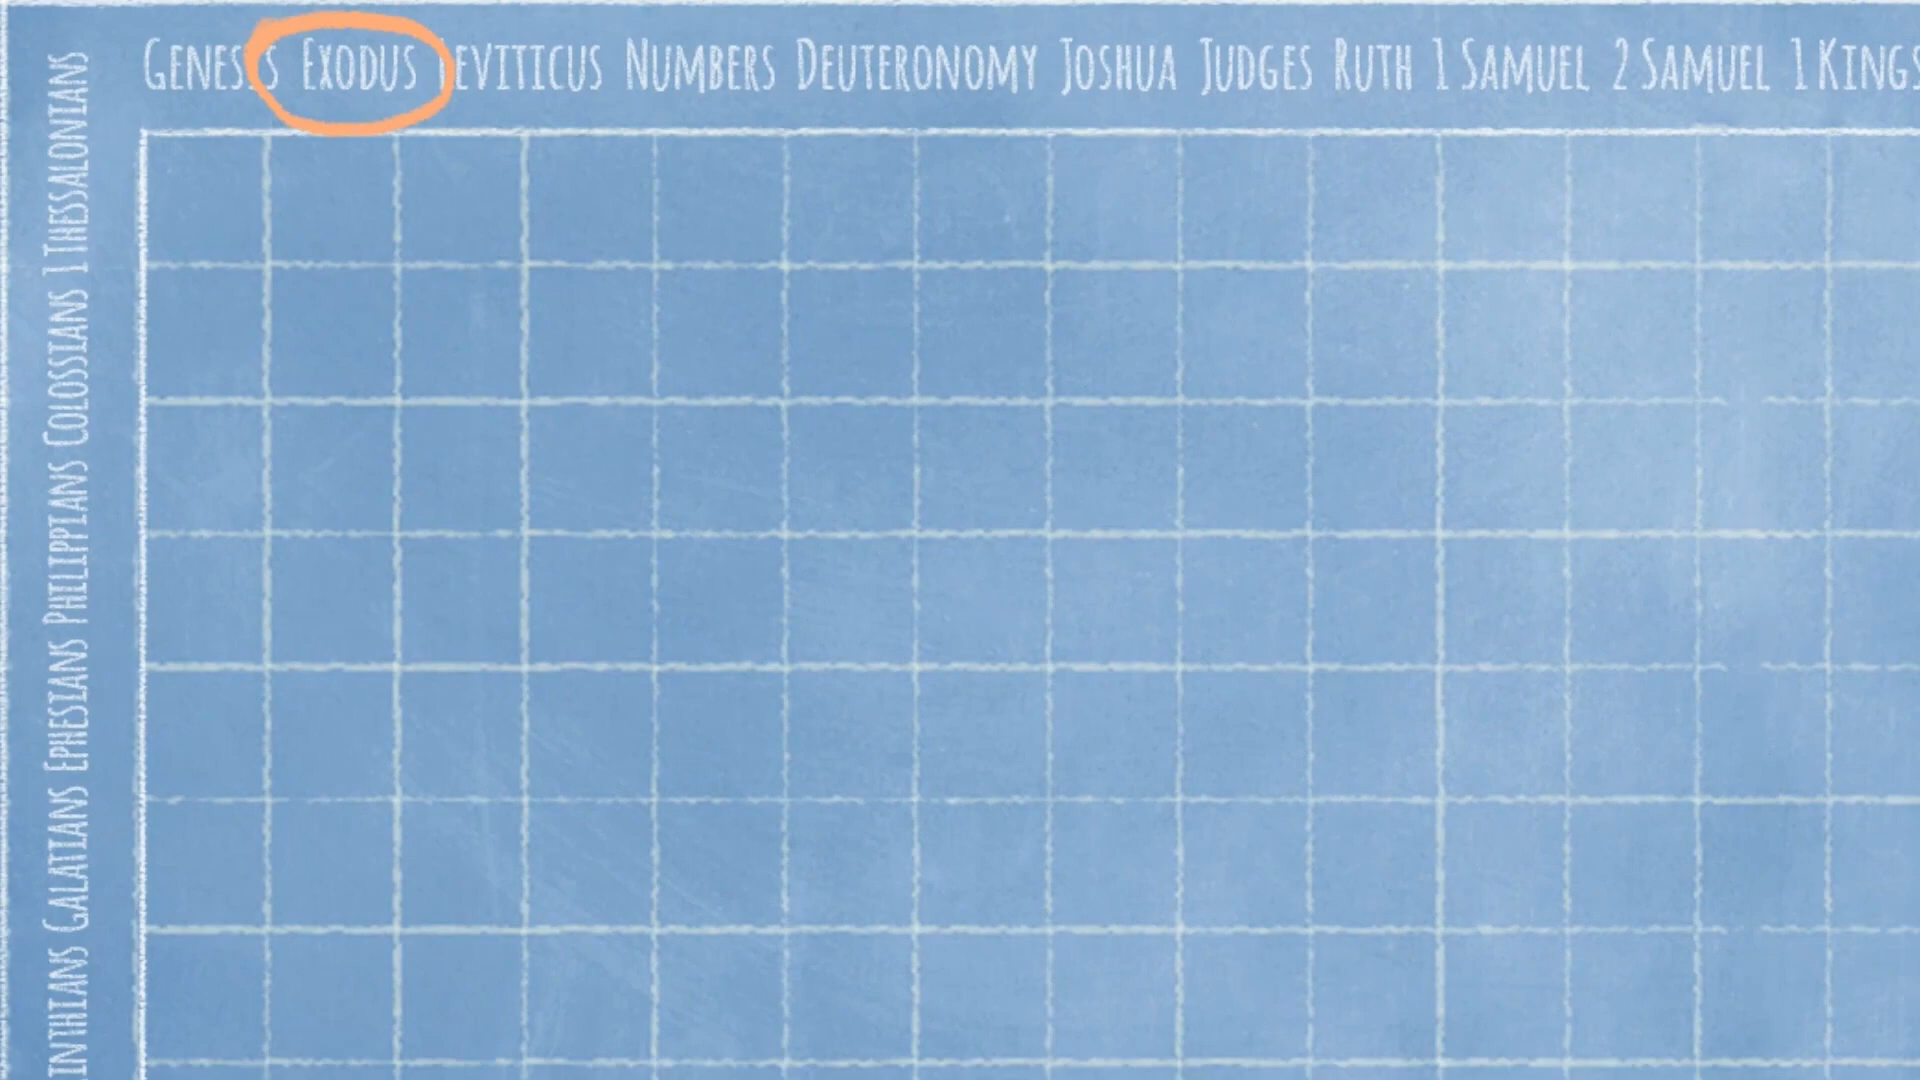 Genesis Exodus Leviticus Numbers Deuteronomy Joshua Judges Ruth 1 Samuel 2 Samuel 1 Kings
Galatians Ephesians Philippians Colossians 1 Thessalonians